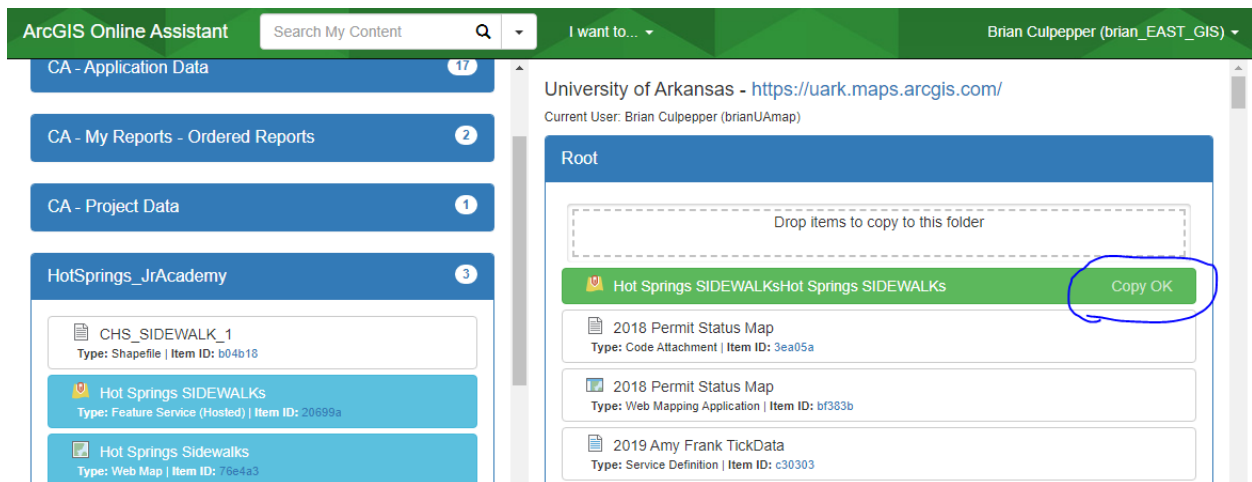 ArcGIS Online Assistant
Search My Content
I want to...
Brian Culpepper (brian_EAST_GIS)
CA - Application Data
17
CA - My Reports - Ordered Reports
2
CA - Project Data
1
HotSprings_JrAcademy
3
CHS_SIDEWALK_1
Type: Shapefile | Item ID: b04b18
Hot Springs SIDEWALKs
Type: Feature Service (Hosted) | Item ID: 20699a
Hot Springs Sidewalks
Type: Web Map | Item ID: 76e4a3
University of Arkansas - https://uark.maps.arcgis.com/
Current User: Brian Culpepper (brianUAmap)
Root
Drop items to copy to this folder
Hot Springs SIDEWALKsHot Springs SIDEWALKs
Copy OK
2018 Permit Status Map
Type: Code Attachment | Item ID: 3ea05a
2018 Permit Status Map
Type: Web Mapping Application | Item ID: bf383b
2019 Amy Frank TickData
Type: Service Definition | Item ID: c30303